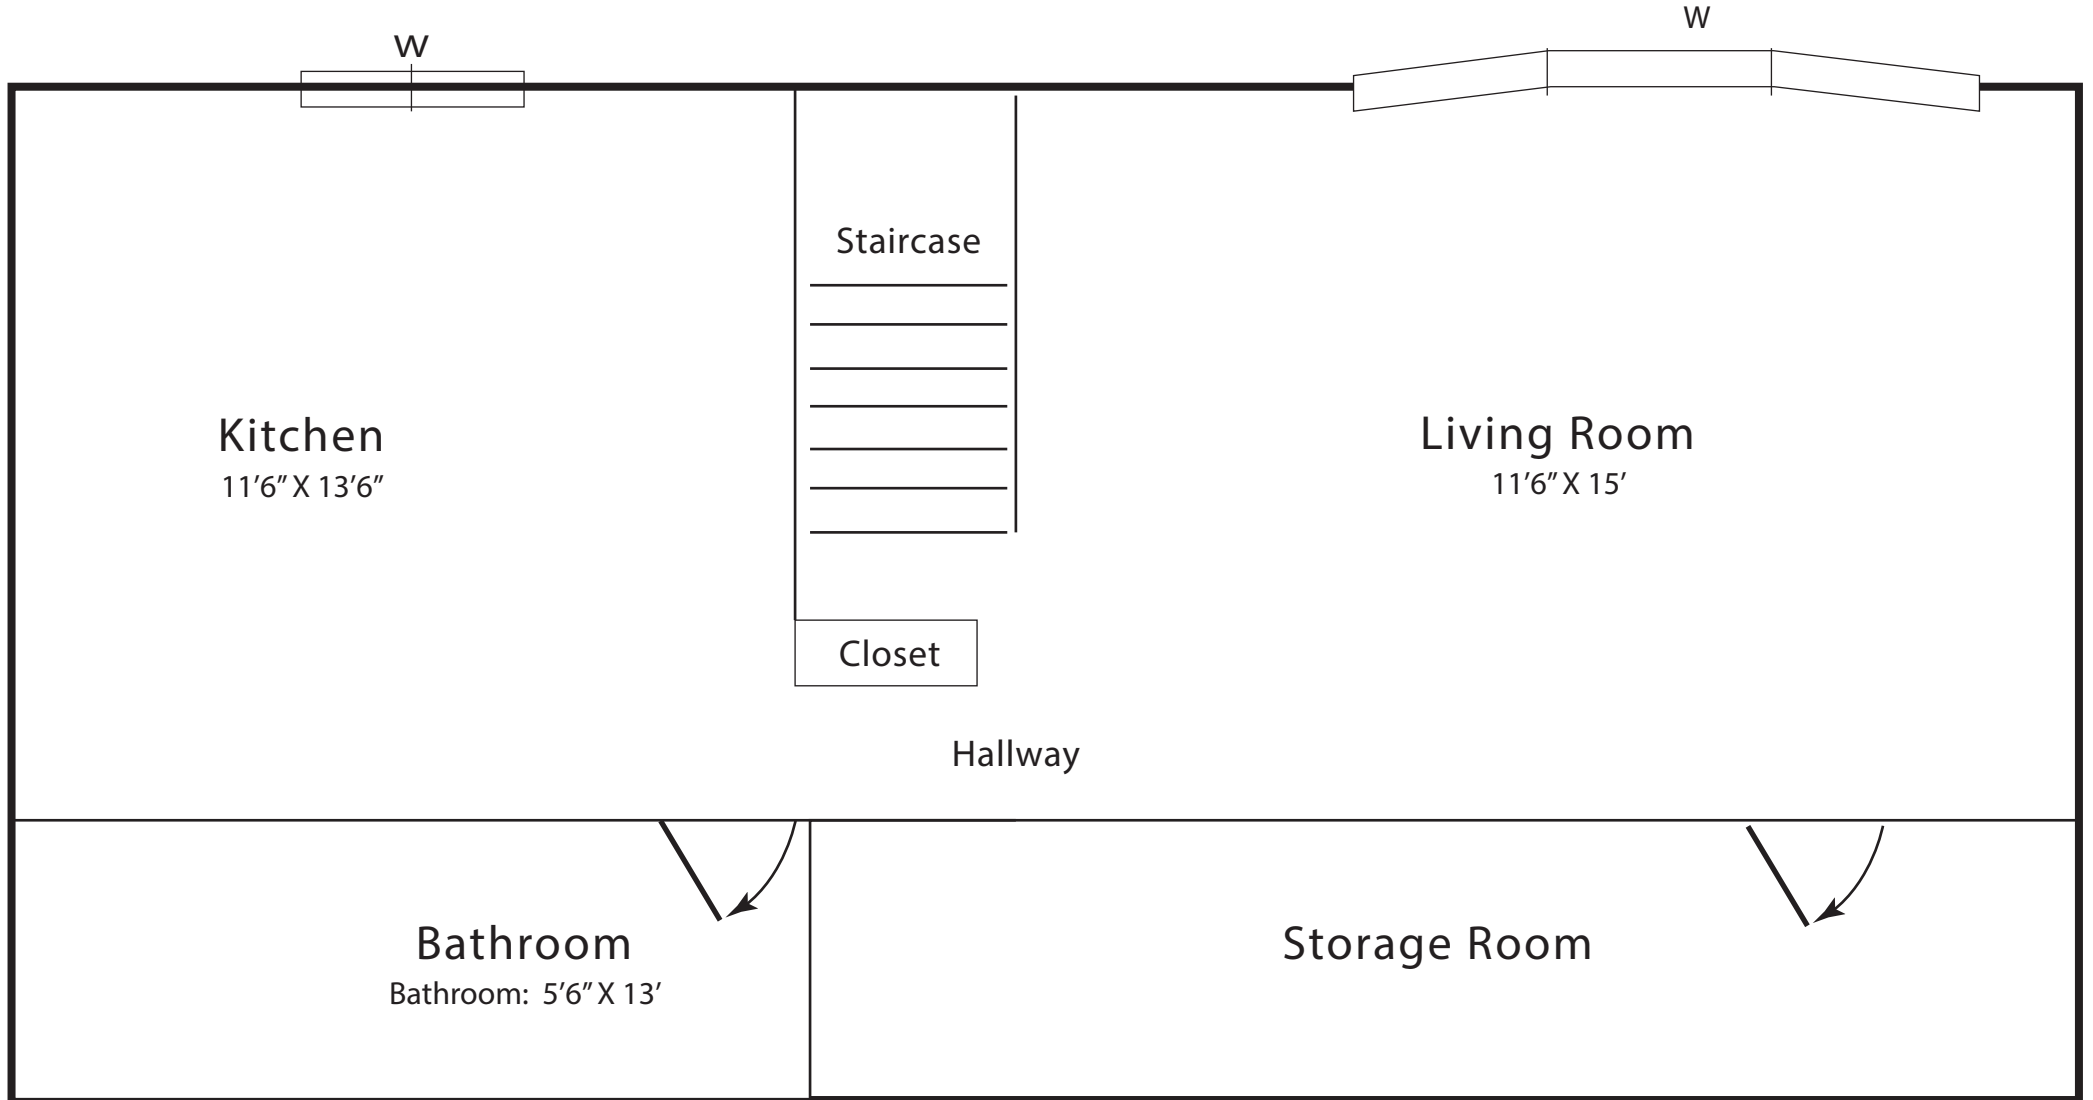 W
W
Staircase
Kitchen
11’6” X 13’6”
Living Room
11’6” X 15’
Closet
Hallway
Bathroom
Bathroom: 5’6” X 13’
Storage Room